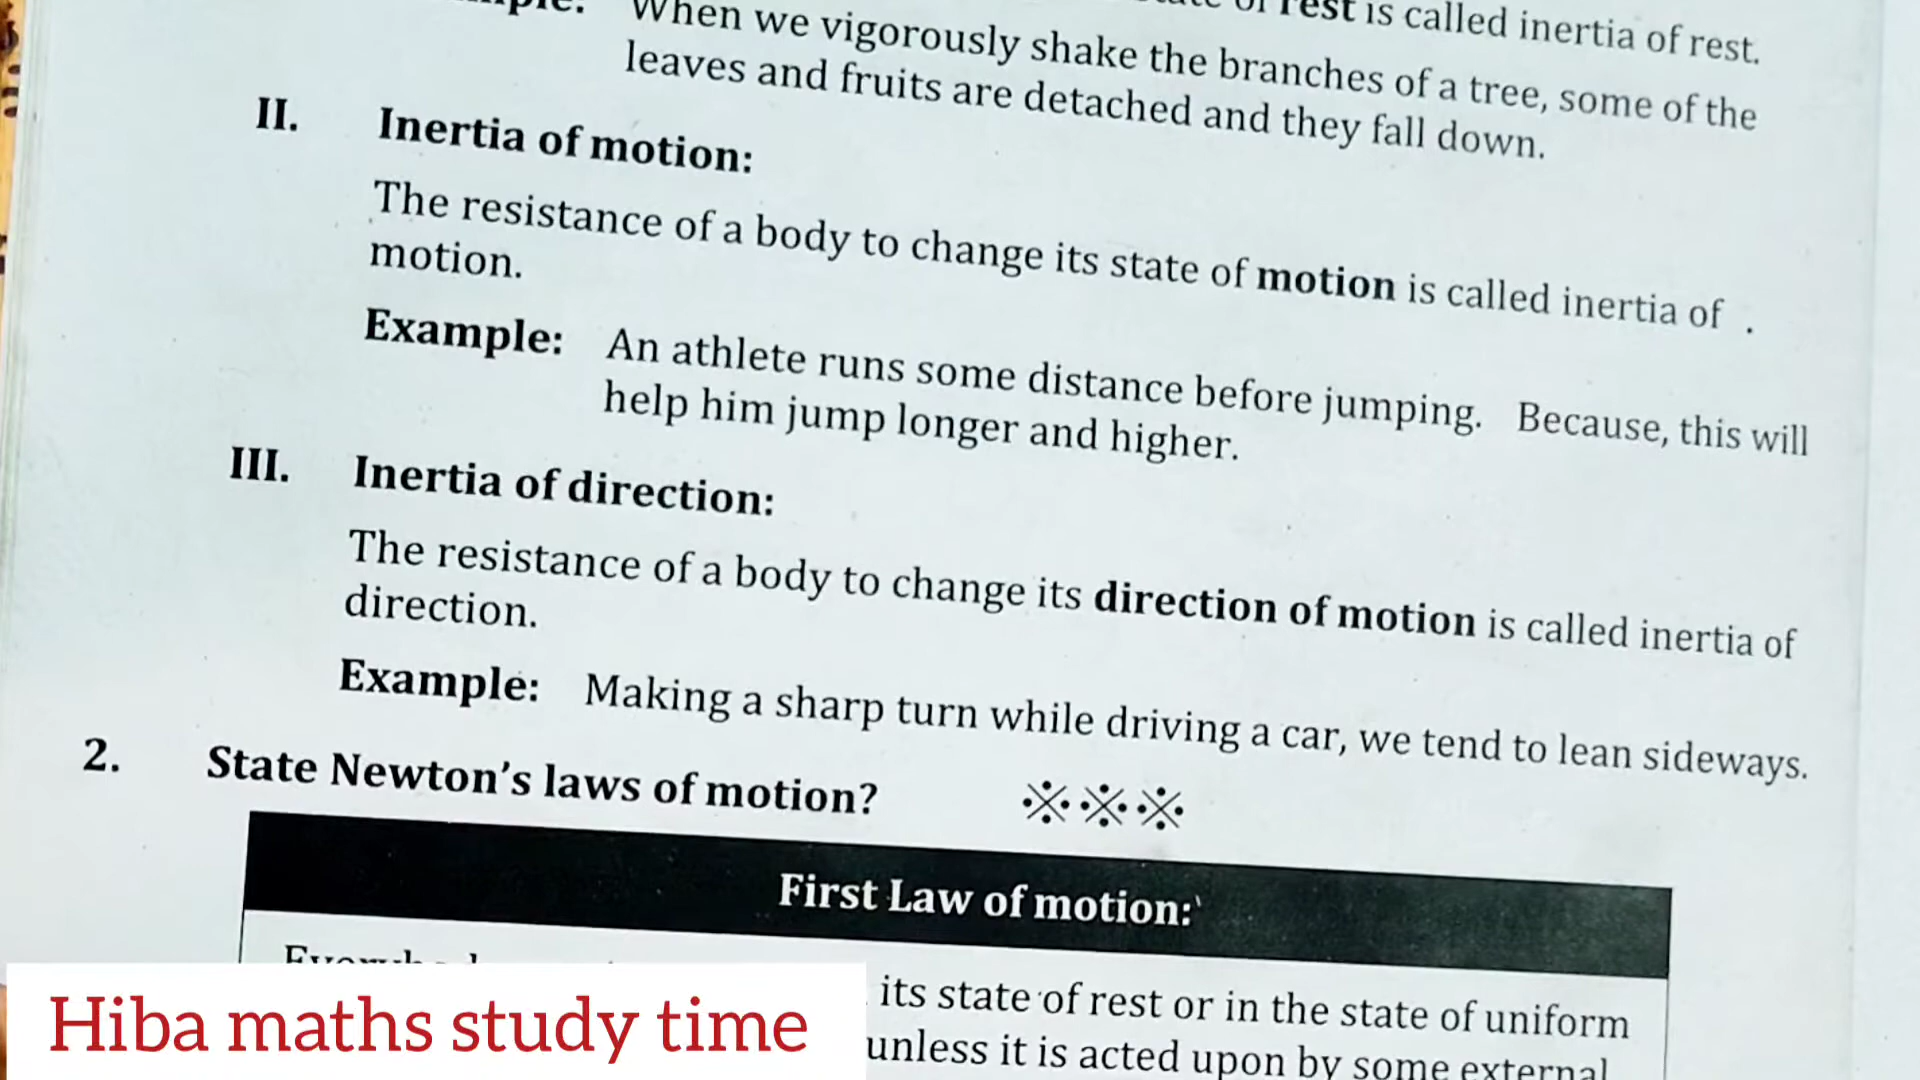 of rest is called inertia of rest.
When we vigorously shake the branches of a tree, some of the
leaves and fruits are detached and they fall down.
II. Inertia of motion:
The resistance of a body to change its state of motion is called inertia of .
motion.
Example: An athlete runs some distance before jumping. Because, this will
help him jump longer and higher.
III. Inertia of direction:
The resistance of a body to change its direction of motion is called inertia of
direction.
Example: Making a sharp turn while driving a car, we tend to lean sideways.
2. State Newton's laws of motion? ※※※
First Law of motion:
its state of rest or in the state of uniform
unless it is acted upon by some external
Hiba maths study time